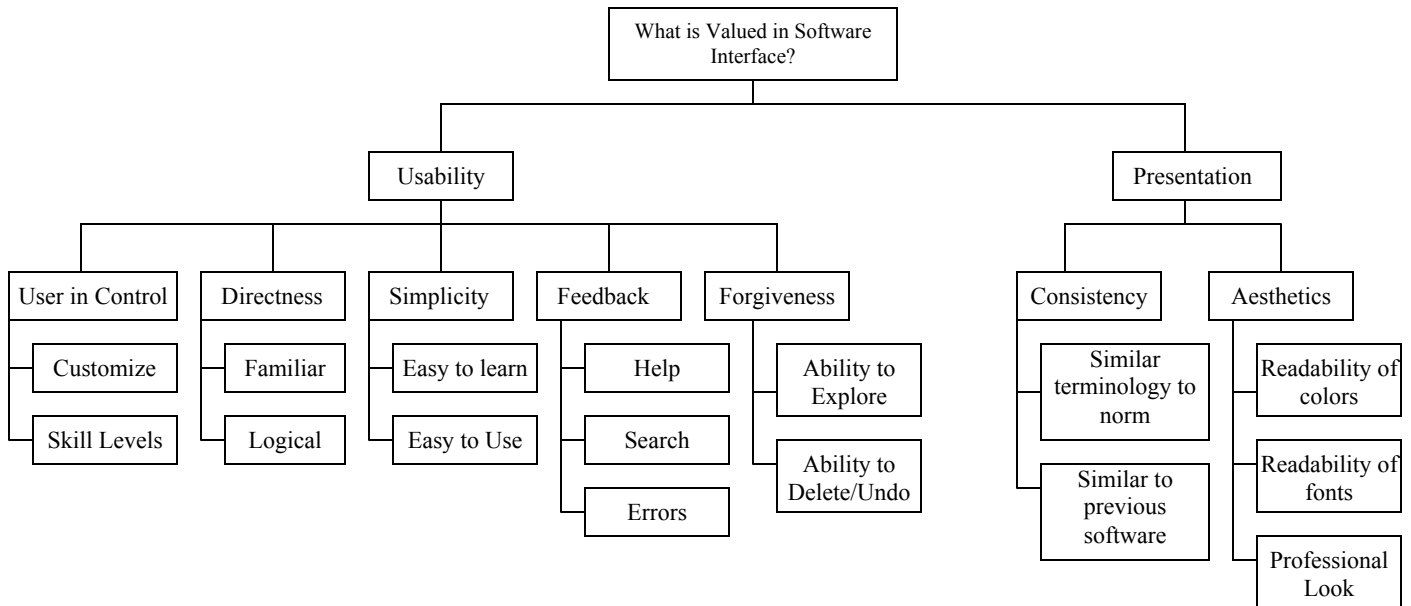 What is Valued in Software
Interface?
Usability
Presentation
User in Control
Directness
Simplicity
Feedback
Forgiveness
Consistency
Aesthetics
Customize
Skill Levels
Familiar
Logical
Easy to learn
Easy to Use
Help
Search
Errors
Ability to
Explore
Ability to
Delete/Undo
Similar
terminology to
norm
Similar to
previous
software
Readability of
colors
Readability of
fonts
Professional
Look